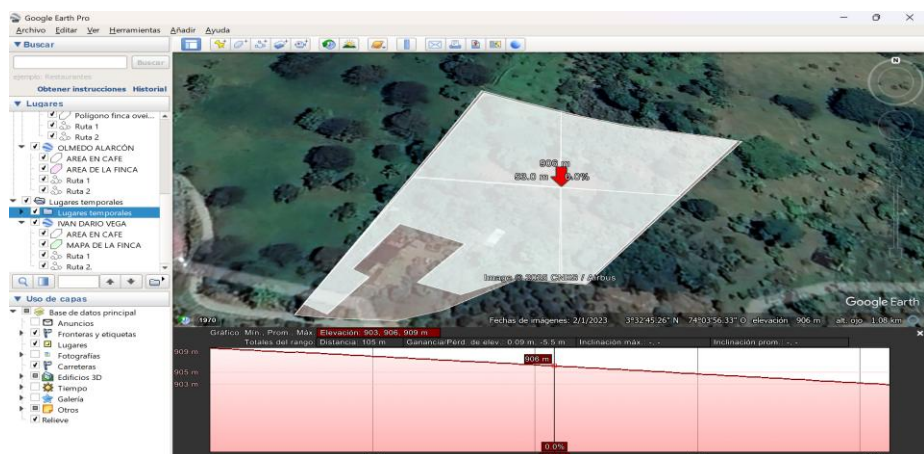 Google Earth Pro
Archivo Editar Ver Herramientas Añadir Ayuda
Buscar
Buscar
ejemplo: Restaurantes
Obtener instrucciones Historial
Lugares
Polígono finca ovei...
Ruta 1
Ruta 2
OLMEDO ALARCÓN
AREA EN CAFE
AREA DE LA FINCA
Ruta 1
Ruta 2
Lugares temporales
Lugares temporales
IVAN DARIO VEGA
AREA EN CAFE
MAPA DE LA FINCA
Ruta 1
Ruta 2.
Uso de capas
Base de datos principal
Anuncios
Fronteras y etiquetas
Lugares
Fotografías
Carreteras
Edificios 3D
Tiempo
Galería
Otros
Relieve
N
906 m
53.0 m
0.0%
Image © 2025 CNES / Airbus
Google Earth
1970
Fechas de imágenes: 2/1/2023 3°32'45.26" N 74°03'56.33" O elevación 906 m alt. ojo 1.08 km
Gráfico: Mín., Prom., Máx. Elevación: 903, 906, 909 m
Totales del rango: Distancia: 105 m Ganancia/Pérd. de elev.: 0.09 m, -5.5 m Inclinación máx. -, - Inclinación prom. -, -
909 m
906 m
905 m
903 m
0.0%